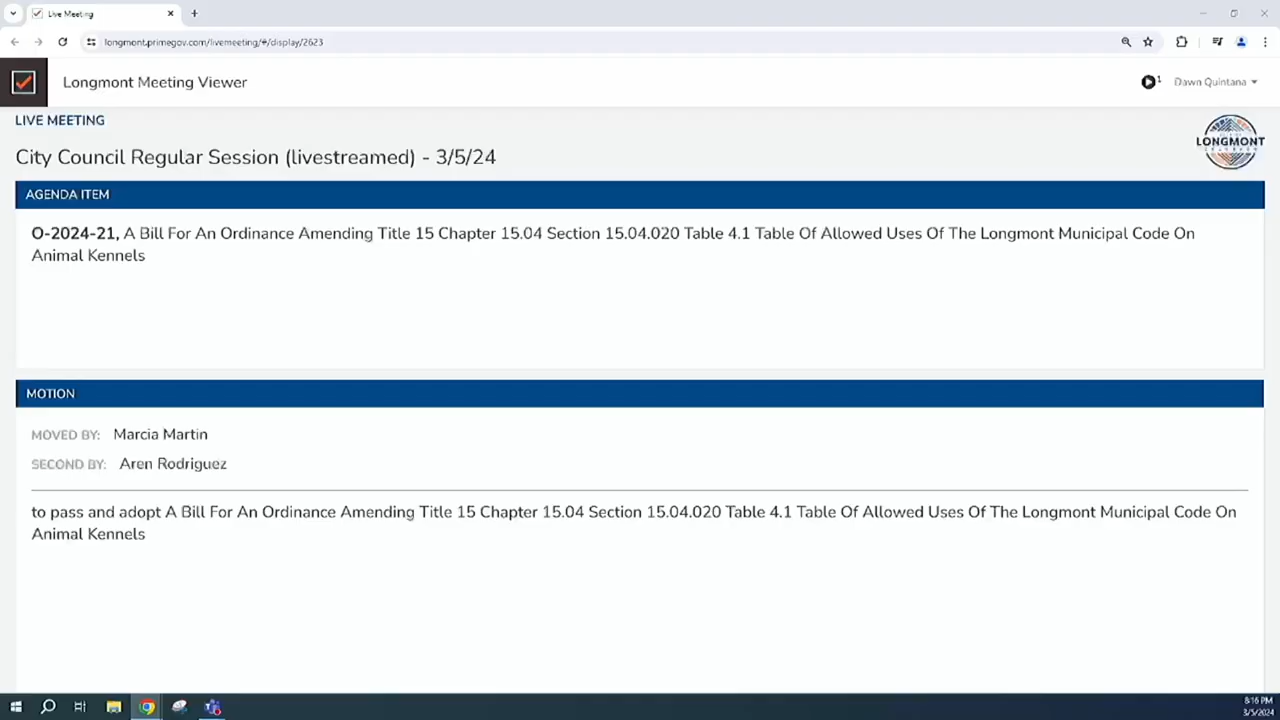 Live Meeting
longmont.primegov.com/livemeeting/#/display/2623
Longmont Meeting Viewer
1
Dawn Quintana
LIVE MEETING
City Council Regular Session (livestreamed) - 3/5/24
LONGMONT
AGENDA ITEM
O-2024-21, A Bill For An Ordinance Amending Title 15 Chapter 15.04 Section 15.04.020 Table 4.1 Table Of Allowed Uses Of The Longmont Municipal Code On
Animal Kennels
MOTION
MOVED BY: Marcia Martin
SECOND BY: Aren Rodriguez
to pass and adopt A Bill For An Ordinance Amending Title 15 Chapter 15.04 Section 15.04.020 Table 4.1 Table Of Allowed Uses Of The Longmont Municipal Code On
Animal Kennels
8:16 PM
3/5/2024